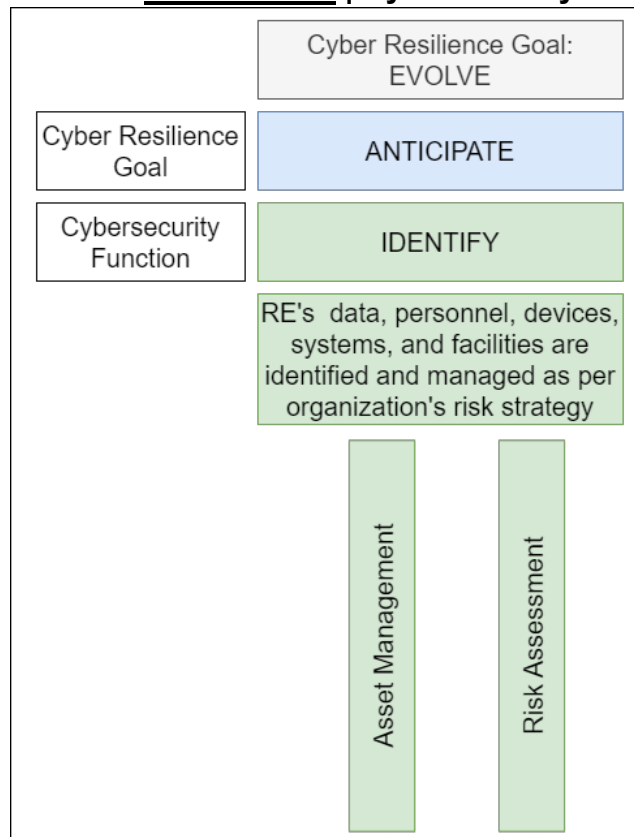 Cyber Resilience Goal:
EVOLVE
Cyber Resilience
Goal
ANTICIPATE
Cybersecurity
Function
IDENTIFY
RE's data, personnel, devices,
systems, and facilities are
identified and managed as per
organization's risk strategy
Asset Management
Risk Assessment